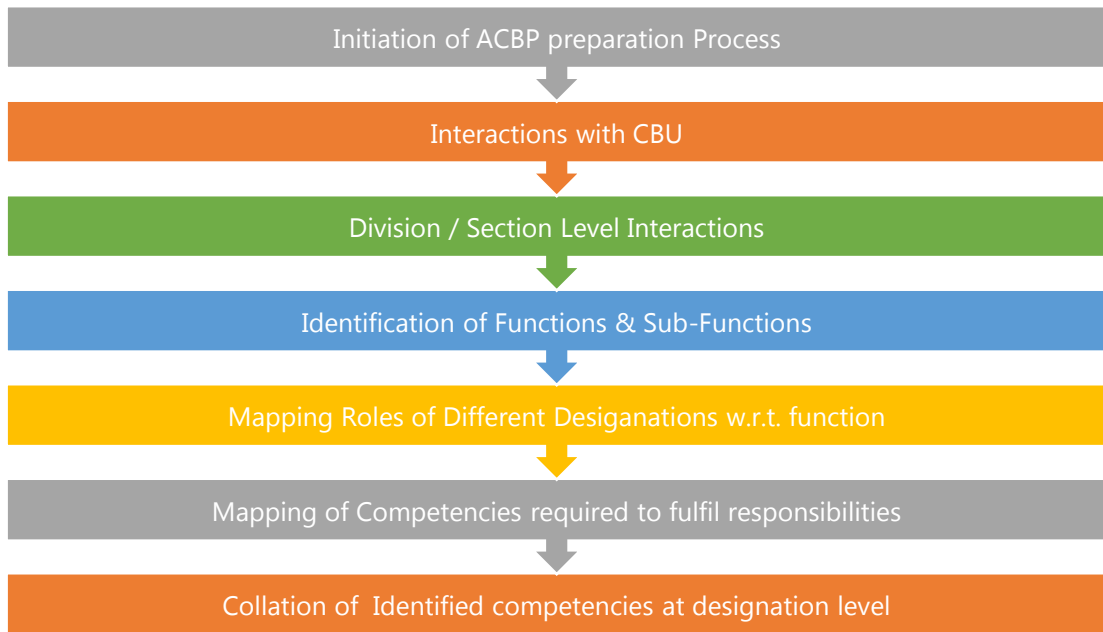 Initiation of ACBP preparation Process
Interactions with CBU
Division / Section Level Interactions
Identification of Functions & Sub-Functions
Mapping Roles of Different Desiganations w.r.t. function
Mapping of Competencies required to fulfil responsibilities
Collation of Identified competencies at designation level